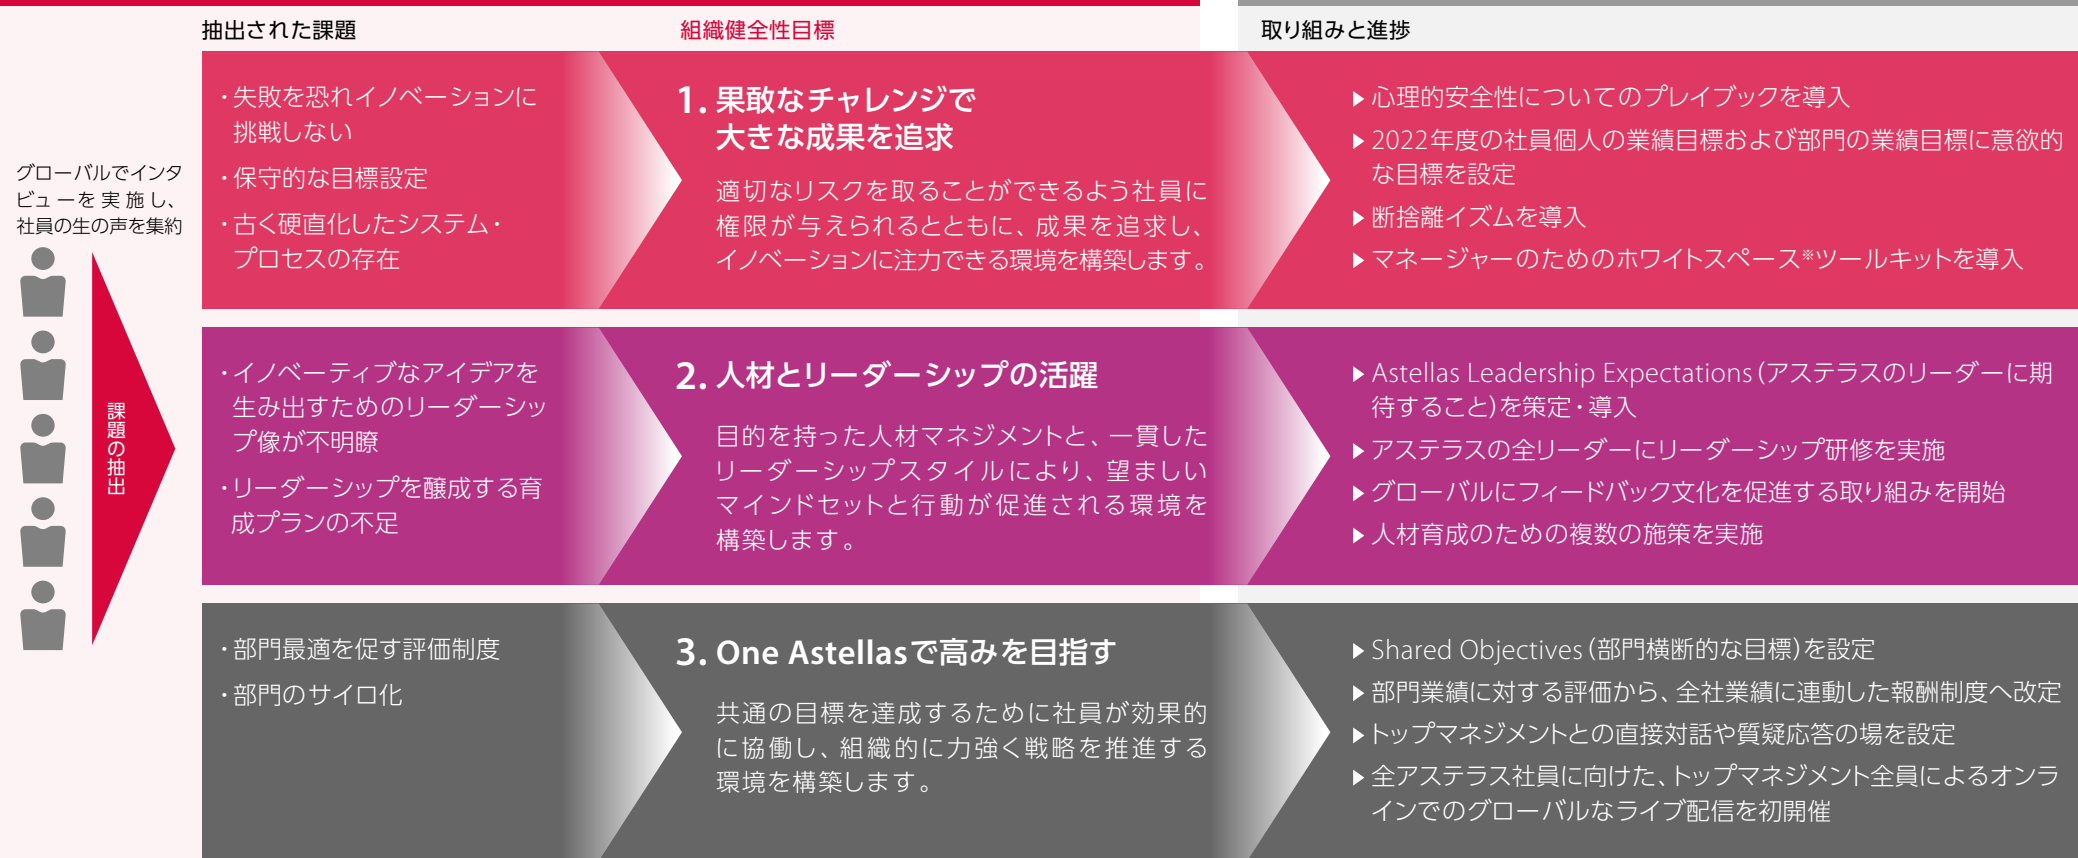 抽出された課題
組織健全性目標
取り組みと進捗
グローバルでインタ
ビューを実施し、
社員の生の声を集約
課題の抽出
・失敗を恐れイノベーションに
挑戦しない
・保守的な目標設定
・古く硬直化したシステム・
プロセスの存在
1. 果敢なチャレンジで
大きな成果を追求
適切なリスクを取ることができるよう社員に
権限が与えられるとともに、成果を追求し、
イノベーションに注力できる環境を構築します。
▶心理的安全性についてのプレイブックを導入
▶2022年度の社員個人の業績目標および部門の業績目標に意欲的
な目標を設定
▶断捨離イズムを導入
▶マネージャーのためのホワイトスペース※ツールキットを導入
・イノベーティブなアイデアを
生み出すためのリーダーシッ
プ像が不明瞭
・リーダーシップを醸成する育
成プランの不足
2. 人材とリーダーシップの活躍
目的を持った人材マネジメントと、一貫した
リーダーシップスタイルにより、望ましい
マインドセットと行動が促進される環境を
構築します。
▶Astellas Leadership Expectations（アステラスのリーダーに期
待すること）を策定・導入
▶アステラスの全リーダーにリーダーシップ研修を実施
▶グローバルにフィードバック文化を促進する取り組みを開始
▶人材育成のための複数の施策を実施
・部門最適を促す評価制度
・部門のサイロ化
3. One Astellasで高みを目指す
共通の目標を達成するために社員が効果的
に協働し、組織的に力強く戦略を推進する
環境を構築します。
▶Shared Objectives（部門横断的な目標）を設定
▶部門業績に対する評価から、全社業績に連動した報酬制度へ改定
▶トップマネジメントとの直接対話や質疑応答の場を設定
▶全アステラス社員に向けた、トップマネジメント全員によるオンラ
インでのグローバルなライブ配信を初開催